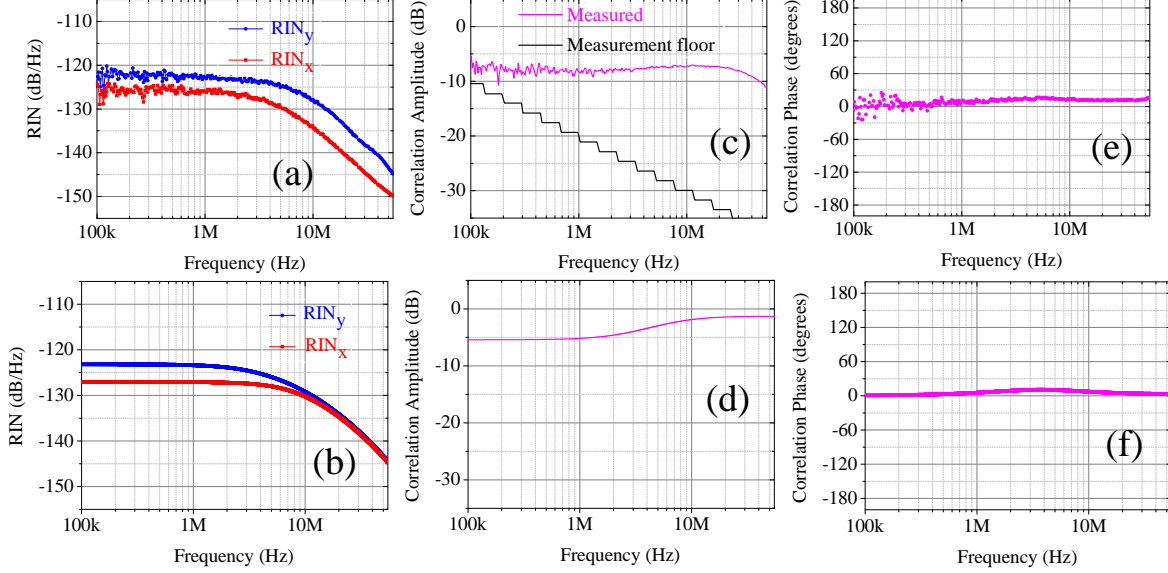 RIN (dB/Hz)
-110
-120
-130
-140
-150
RIN_y
RIN_x
(a)
100k
1M
10M
Frequency (Hz)
Correlation Amplitude (dB)
0
-10
-20
-30
Measured
Measurement floor
(c)
100k
1M
10M
Frequency (Hz)
Correlation Phase (degrees)
180
120
60
0
-60
-120
-180
(e)
100k
1M
10M
Frequency (Hz)
RIN (dB/Hz)
-110
-120
-130
-140
-150
RIN_y
RIN_x
(b)
100k
1M
10M
Frequency (Hz)
Correlation Amplitude (dB)
0
-10
-20
-30
(d)
100k
1M
10M
Frequency (Hz)
Correlation Phase (degrees)
180
120
60
0
-60
-120
-180
(f)
100k
1M
10M
Frequency (Hz)